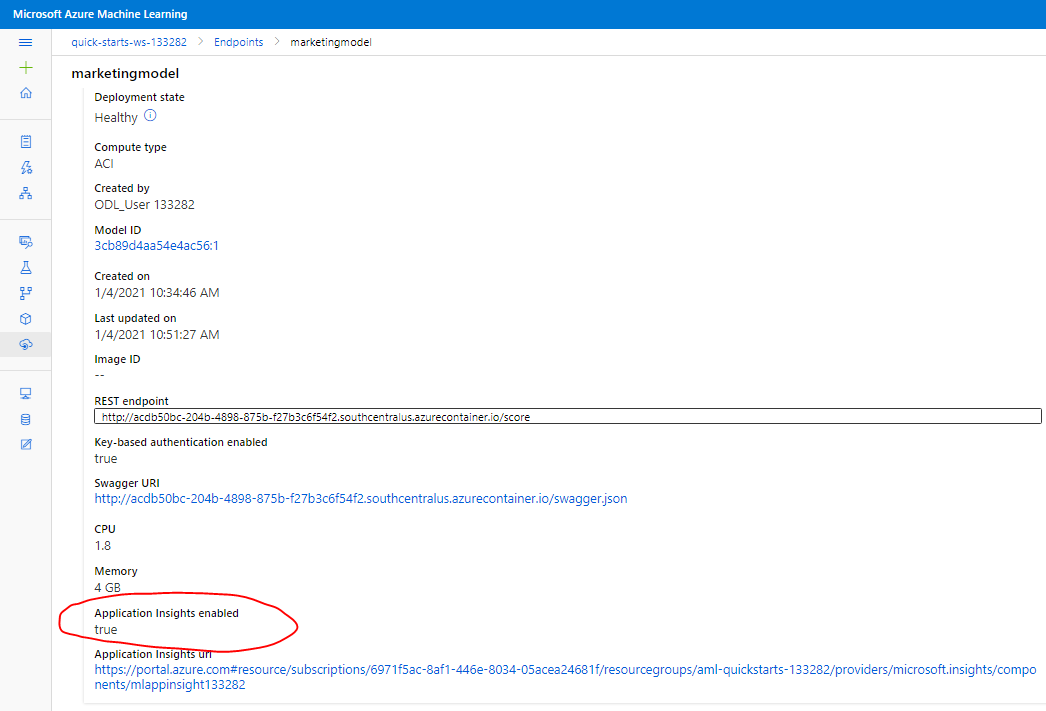 Microsoft Azure Machine Learning
quick-starts-ws-133282 > Endpoints > marketingmodel
marketingmodel
Deployment state
Healthy
Compute type
ACI
Created by
ODL_User 133282
Model ID
3cb89d4aa54e4ac56:1
Created on
1/4/2021 10:34:46 AM
Last updated on
1/4/2021 10:51:27 AM
Image ID
--
REST endpoint
http://acdb50bc-204b-4898-875b-f27b3c6f54f2.southcentralus.azurecontainer.io/score
Key-based authentication enabled
true
Swagger URI
http://acdb50bc-204b-4898-875b-f27b3c6f54f2.southcentralus.azurecontainer.io/swagger.json
CPU
1.8
Memory
4 GB
Application Insights enabled
true
Application Insights url
https://portal.azure.com#resource/subscriptions/6971f5ac-8af1-446e-8034-05acea24681f/resourcegroups/aml-quickstarts-133282/providers/microsoft.insights/compo
nents/mlappinsight133282